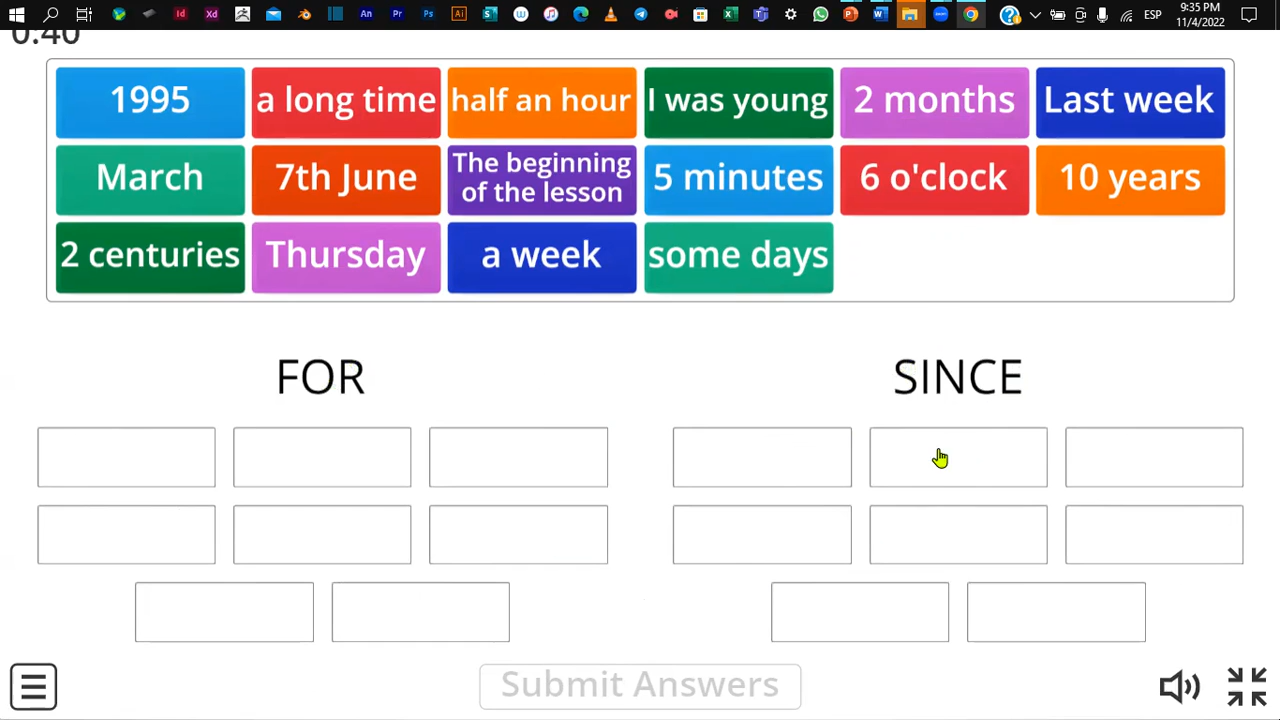 9:35 PM
ESP
11/4/2022
0:40
1995
a long time
half an hour
I was young
2 months
Last week
March
7th June
The beginning
of the lesson
5 minutes
6 o'clock
10 years
2 centuries
Thursday
a week
some days
FOR
SINCE
Submit Answers